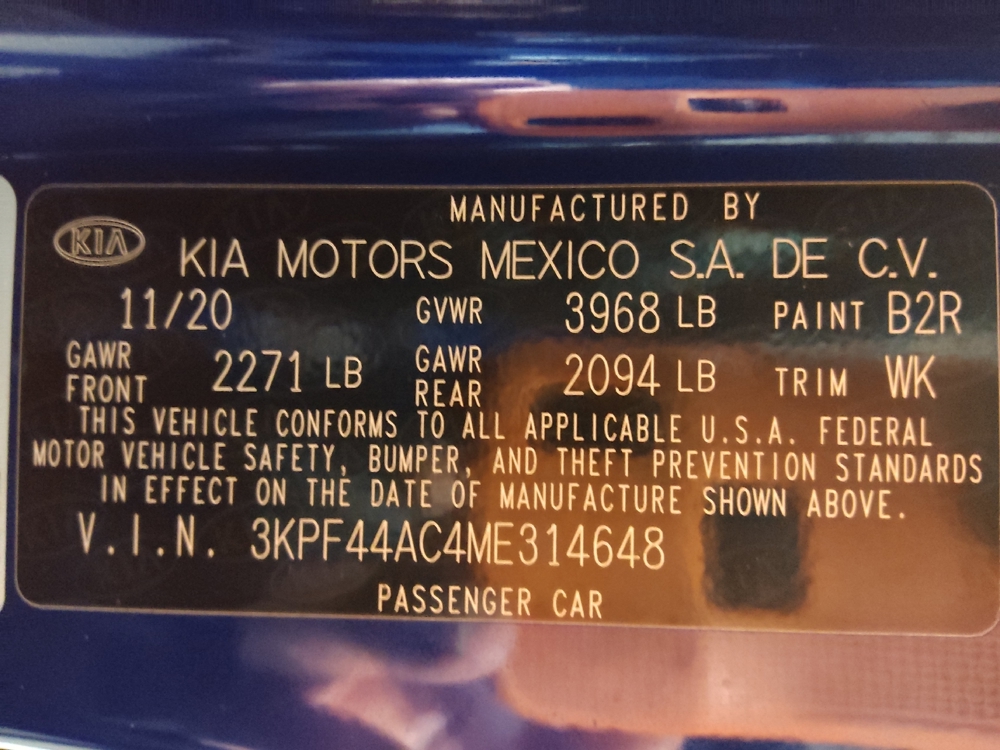 MANUFACTURED BY
KIA
KIA MOTORS MEXICO S.A. DE C.V.
11/20 GVWR 3968 LB PAINT B2R
GAWR FRONT 2271 LB GAWR REAR 2094 LB TRIM WK
THIS VEHICLE CONFORMS TO ALL APPLICABLE U.S.A. FEDERAL
MOTOR VEHICLE SAFETY, BUMPER, AND THEFT PREVENTION STANDARDS
IN EFFECT ON THE DATE OF MANUFACTURE SHOWN ABOVE.
V.I.N. 3KPF44AC4ME314648
PASSENGER CAR